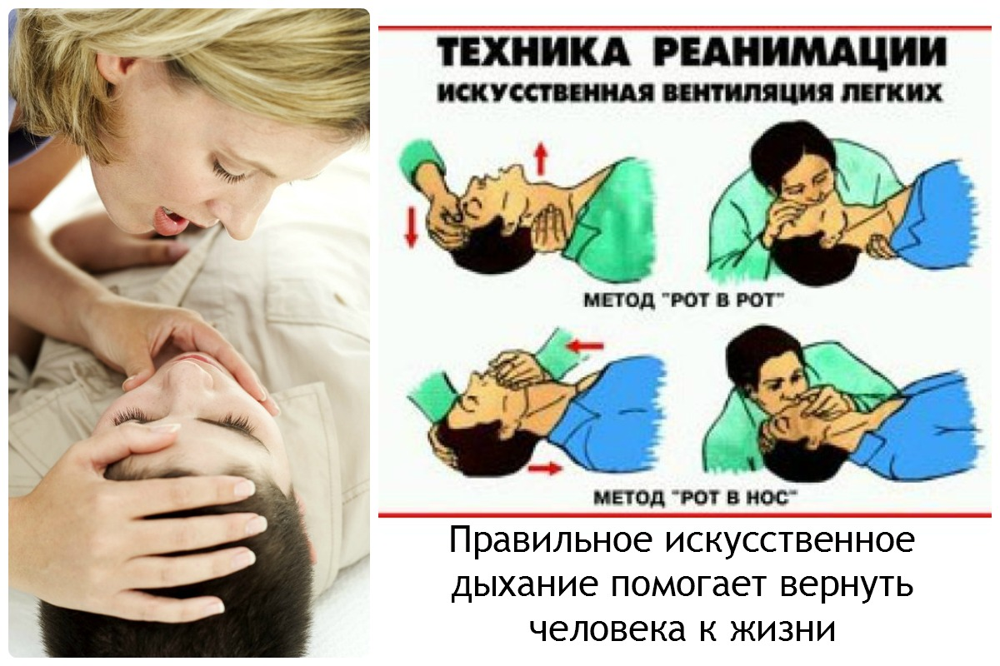 ТЕХНИКА РЕАНИМАЦИИ
ИСКУССТВЕННАЯ ВЕНТИЛЯЦИЯ ЛЕГКИХ
МЕТОД "РОТ В РОТ"
МЕТОД "РОТ В НОС"
Правильное искусственное
дыхание помогает вернуть
человека к жизни